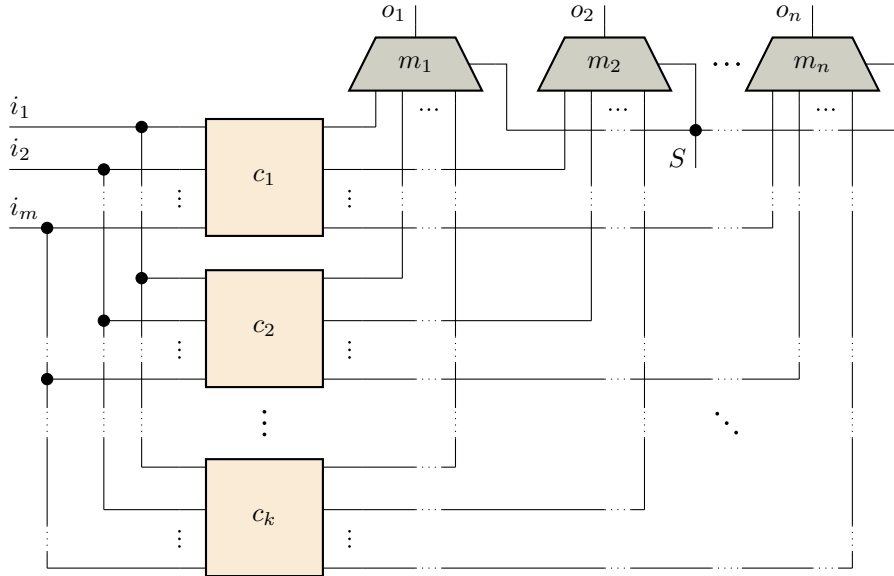 o₁ o₂ oₙ
m₁ m₂ ⋯ mₙ
⋯ ⋯ ⋯
i₁
i₂ c₁ S
⋮ ⋮
iₘ
c₂
⋮ ⋮
⋮ ⋱
cₖ
⋮ ⋮